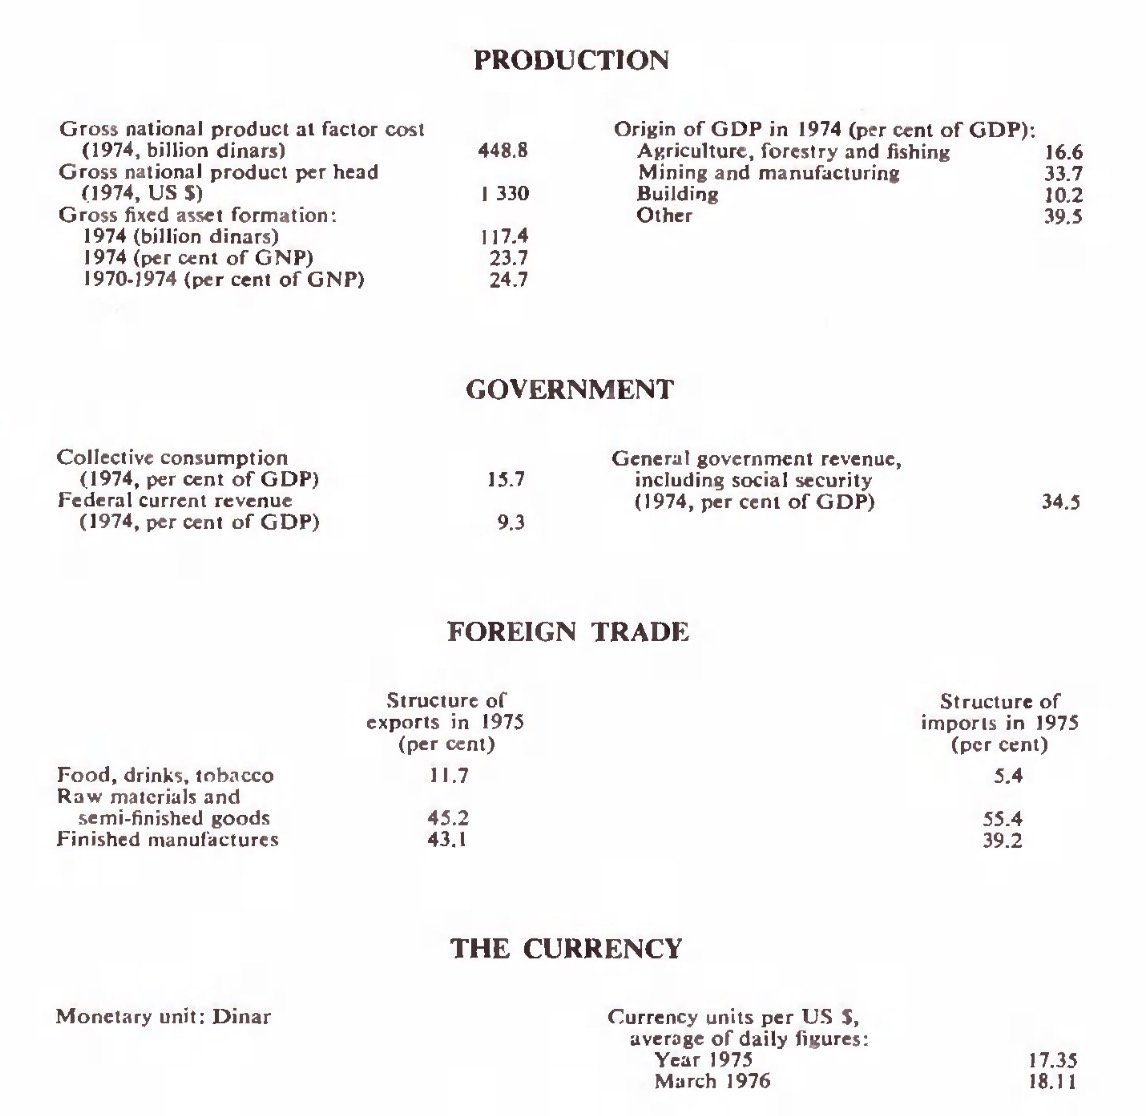 PRODUCTION
Gross national product at factor cost
(1974, billion dinars) 448.8
Gross national product per head
(1974, US $) 1 330
Gross fixed asset formation:
1974 (billion dinars) 117.4
1974 (per cent of GNP) 23.7
1970-1974 (per cent of GNP) 24.7
Origin of GDP in 1974 (per cent of GDP):
Agriculture, forestry and fishing 16.6
Mining and manufacturing 33.7
Building 10.2
Other 39.5
GOVERNMENT
Collective consumption
(1974, per cent of GDP) 15.7
Federal current revenue
(1974, per cent of GDP) 9.3
General government revenue,
including social security
(1974, per cent of GDP) 34.5
FOREIGN TRADE
Structure of
exports in 1975
(per cent)
Structure of
imports in 1975
(per cent)
Food, drinks, tobacco 11.7 5.4
Raw materials and
semi-finished goods 45.2 55.4
Finished manufactures 43.1 39.2
THE CURRENCY
Monetary unit: Dinar
Currency units per US $,
average of daily figures:
Year 1975 17.35
March 1976 18.11